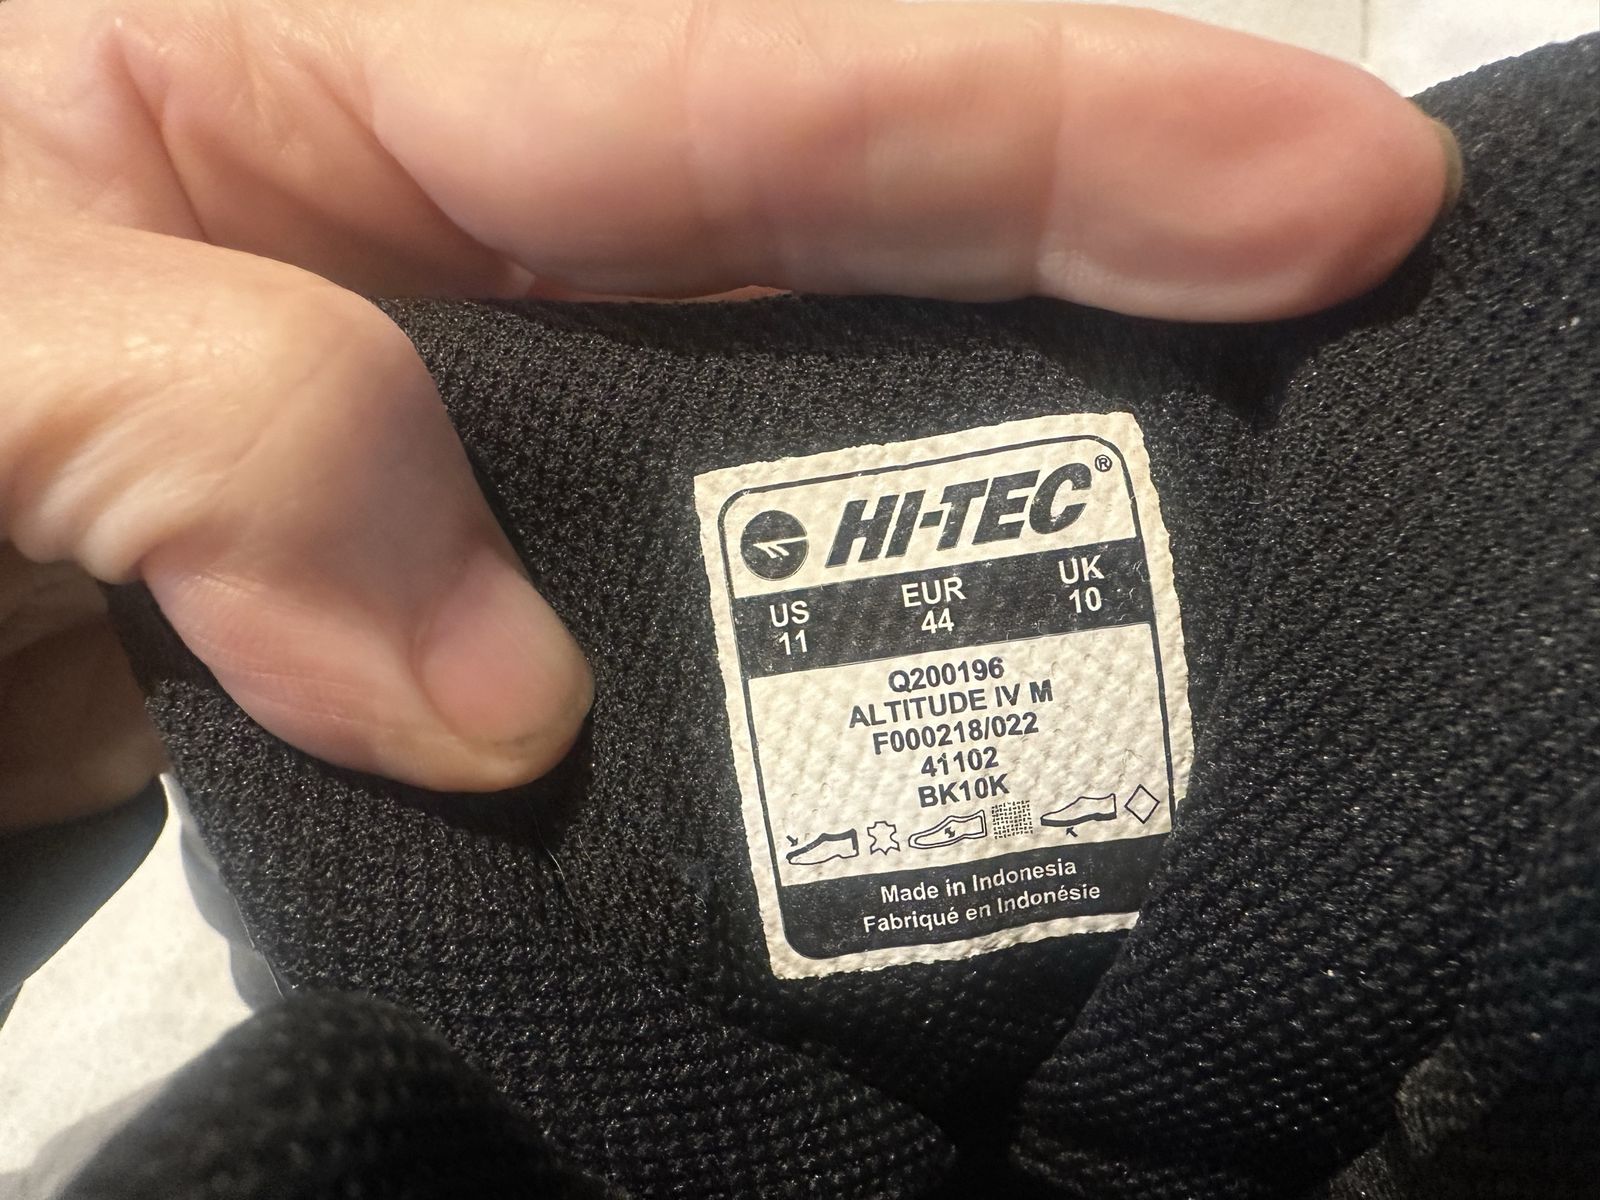 HI-TEC®
US EUR UK
11 44 10
Q200196
ALTITUDE IV M
F000218/022
41102
BK10K
Made in Indonesia
Fabriqué en Indonésie